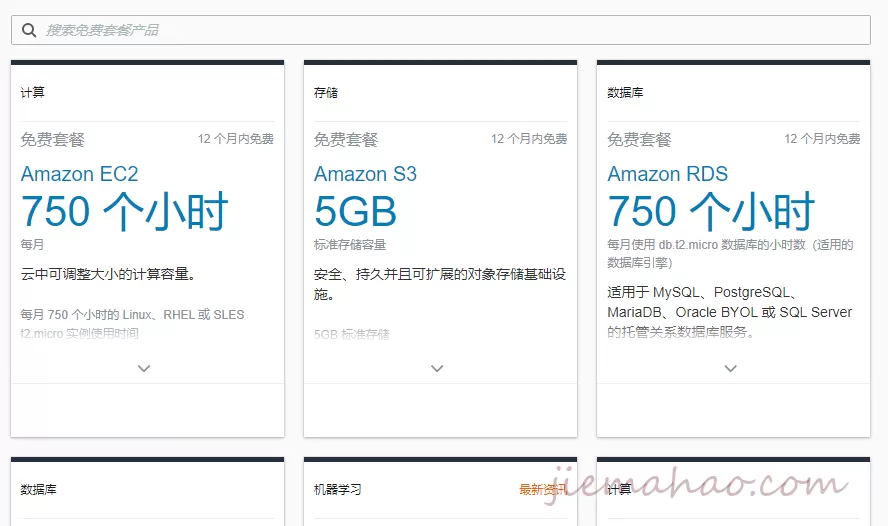 搜索免费套餐产品
计算
免费套餐 12 个月内免费
Amazon EC2
750 个小时
每月
云中可调整大小的计算容量。
每月 750 个小时的 Linux、RHEL 或 SLES
t2.micro 实例使用时间
存储
免费套餐 12 个月内免费
Amazon S3
5GB
标准存储容量
安全、持久并且可扩展的对象存储基础设
施。
5GB 标准存储
数据库
免费套餐 12 个月内免费
Amazon RDS
750 个小时
每月使用 db.t2.micro 数据库的小时数（适用的
数据库引擎）
适用于 MySQL、PostgreSQL、
MariaDB、Oracle BYOL 或 SQL Server
的托管关系数据库服务。
数据库
机器学习 最新资讯
计算
jiemahao.com